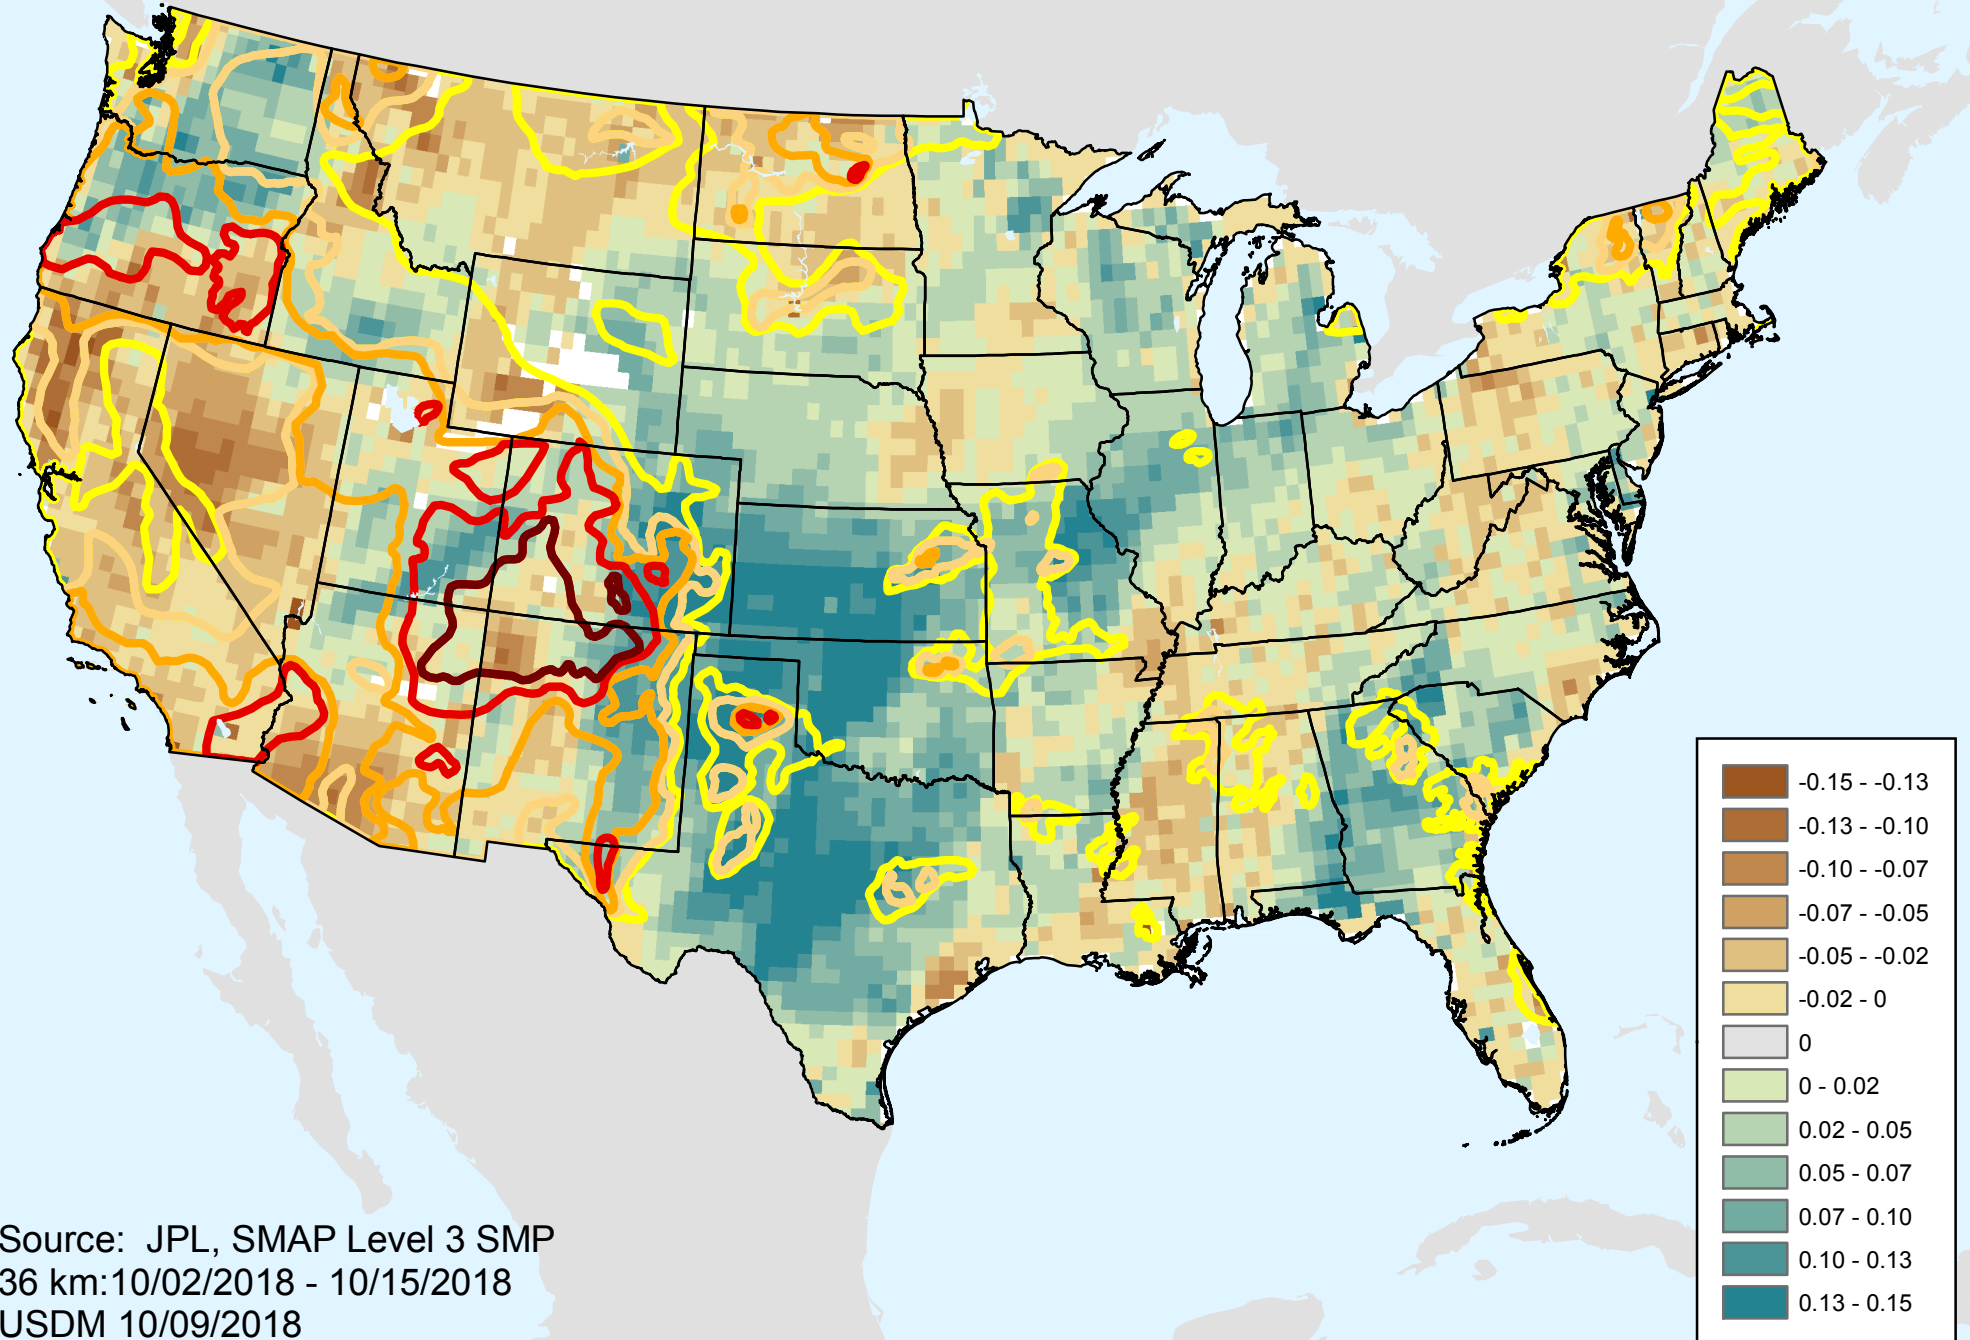 -0.15 - -0.13
-0.13 - -0.10
-0.10 - -0.07
-0.07 - -0.05
-0.05 - -0.02
-0.02 - 0
0
0 - 0.02
0.02 - 0.05
0.05 - 0.07
0.07 - 0.10
0.10 - 0.13
0.13 - 0.15
Source: JPL, SMAP Level 3 SMP
36 km:10/02/2018 - 10/15/2018
USDM 10/09/2018